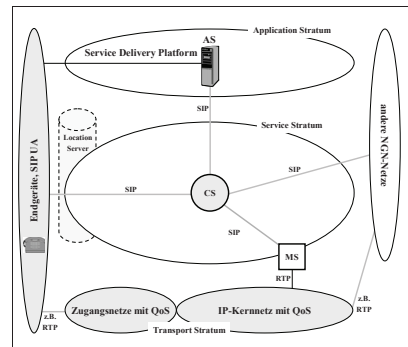 Application Stratum
AS
Service Delivery Platform
SIP
Service Stratum
Location
Server
Endgeräte, SIP UA
andere NGN-Netze
SIP
SIP
CS
SIP
MS
RTP
z.B.
RTP
Zugangsnetze mit QoS
IP-Kernnetz mit QoS
z.B.
RTP
Transport Stratum